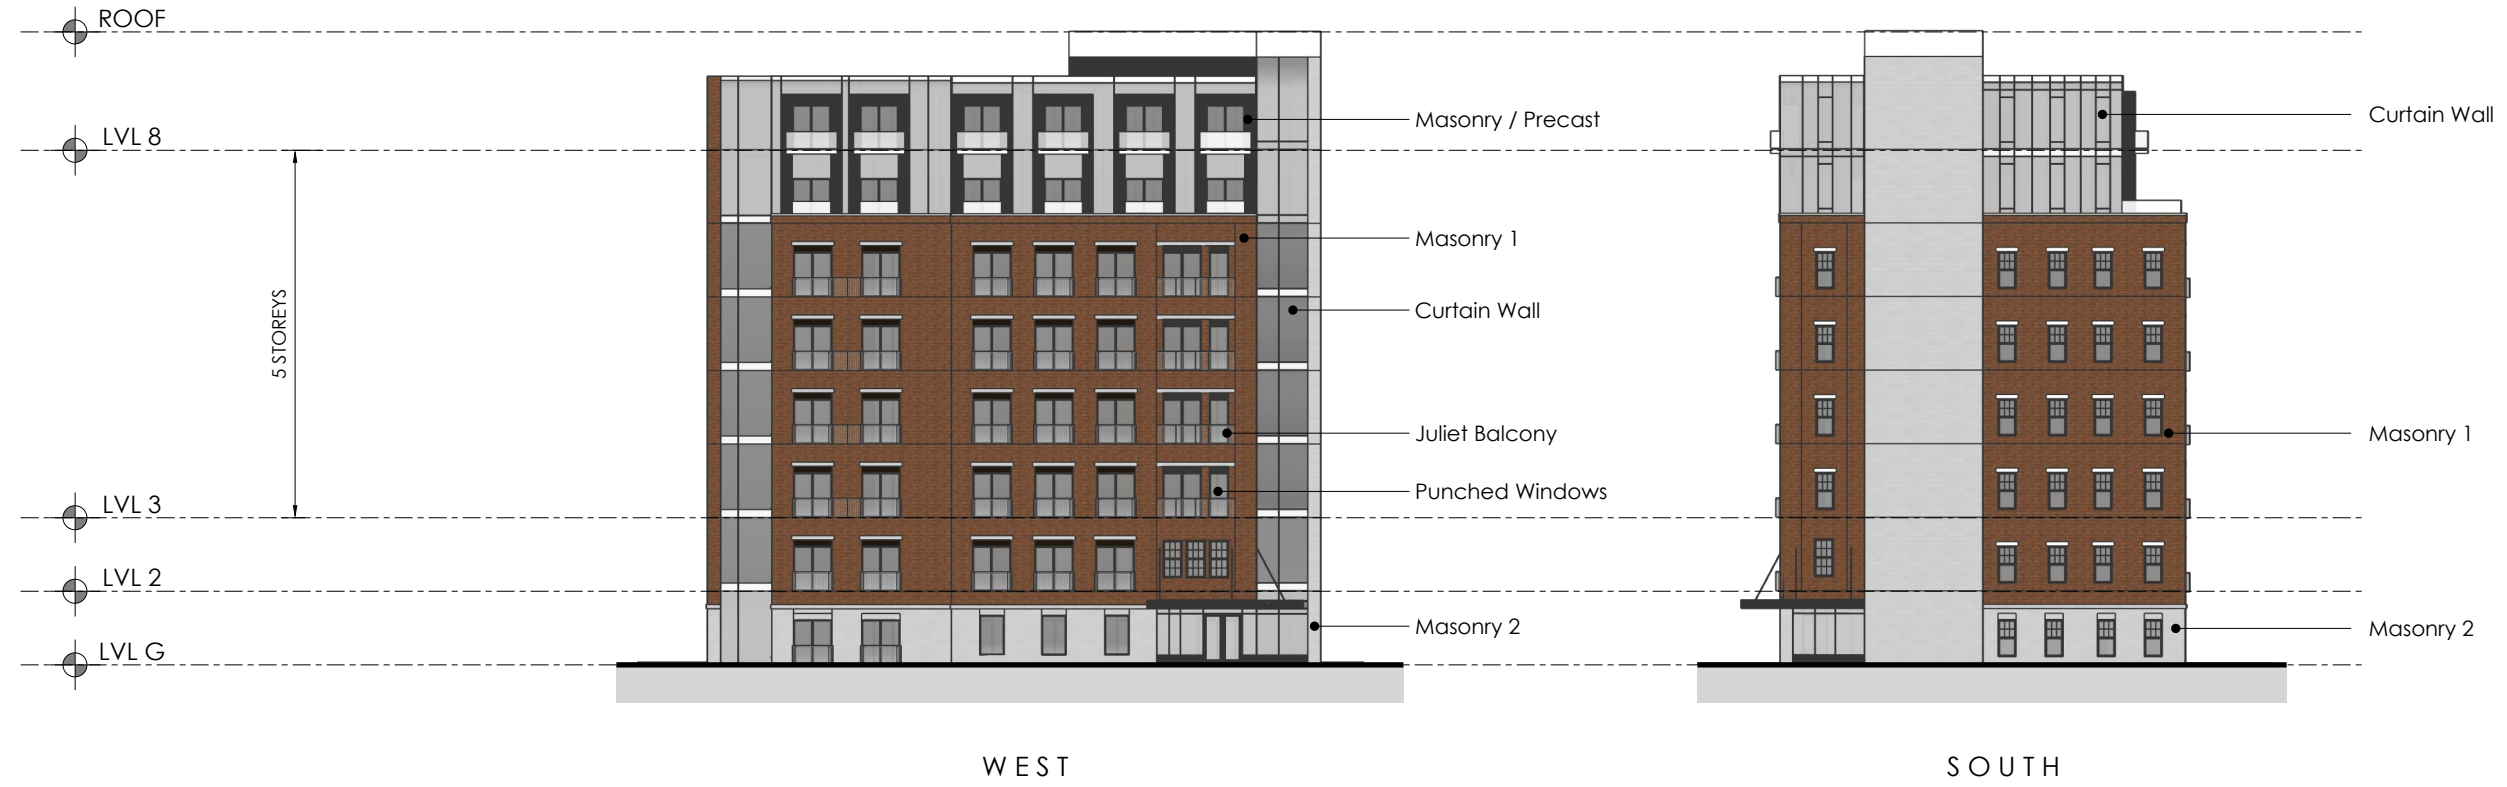 ROOF
LVL 8
LVL 3
LVL 2
LVL G
5 STOREYS
Masonry / Precast
Masonry 1
Curtain Wall
Juliet Balcony
Punched Windows
Masonry 2
Curtain Wall
Masonry 1
Masonry 2
WEST
SOUTH